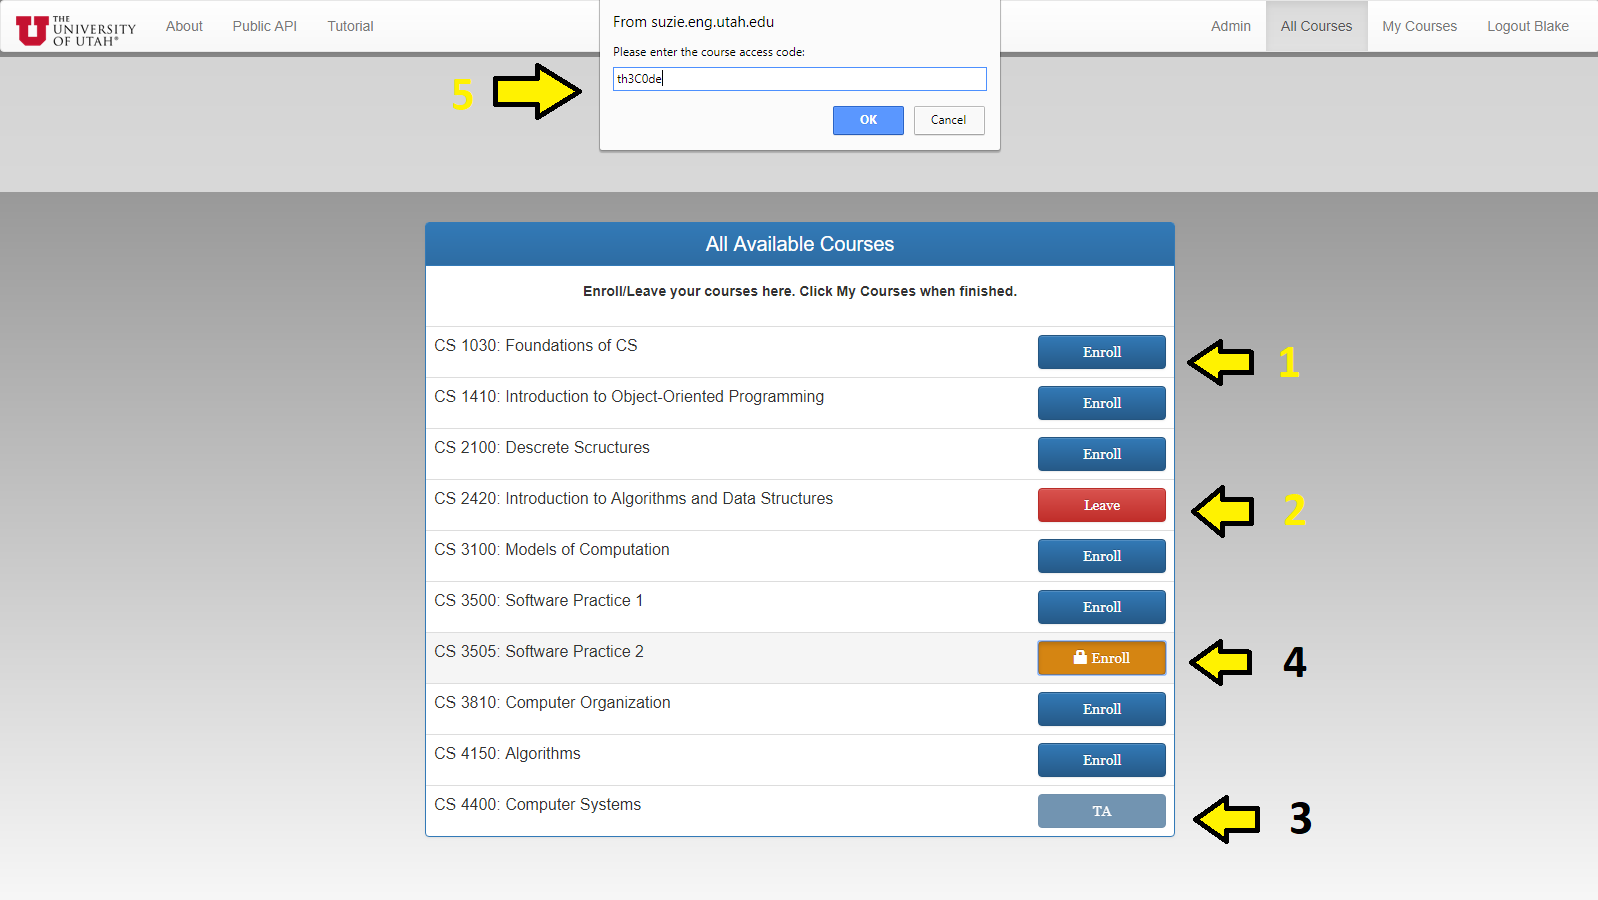 THE
UNIVERSITY
OF UTAH®
About
Public API
Tutorial
From suzie.eng.utah.edu
Please enter the course access code:
th3C0de
OK
Cancel
Admin
All Courses
My Courses
Logout Blake
5
All Available Courses
Enroll/Leave your courses here. Click My Courses when finished.
CS 1030: Foundations of CS
Enroll
1
CS 1410: Introduction to Object-Oriented Programming
Enroll
CS 2100: Descrete Scructures
Enroll
CS 2420: Introduction to Algorithms and Data Structures
Leave
2
CS 3100: Models of Computation
Enroll
CS 3500: Software Practice 1
Enroll
CS 3505: Software Practice 2
Enroll
4
CS 3810: Computer Organization
Enroll
CS 4150: Algorithms
Enroll
CS 4400: Computer Systems
TA
3